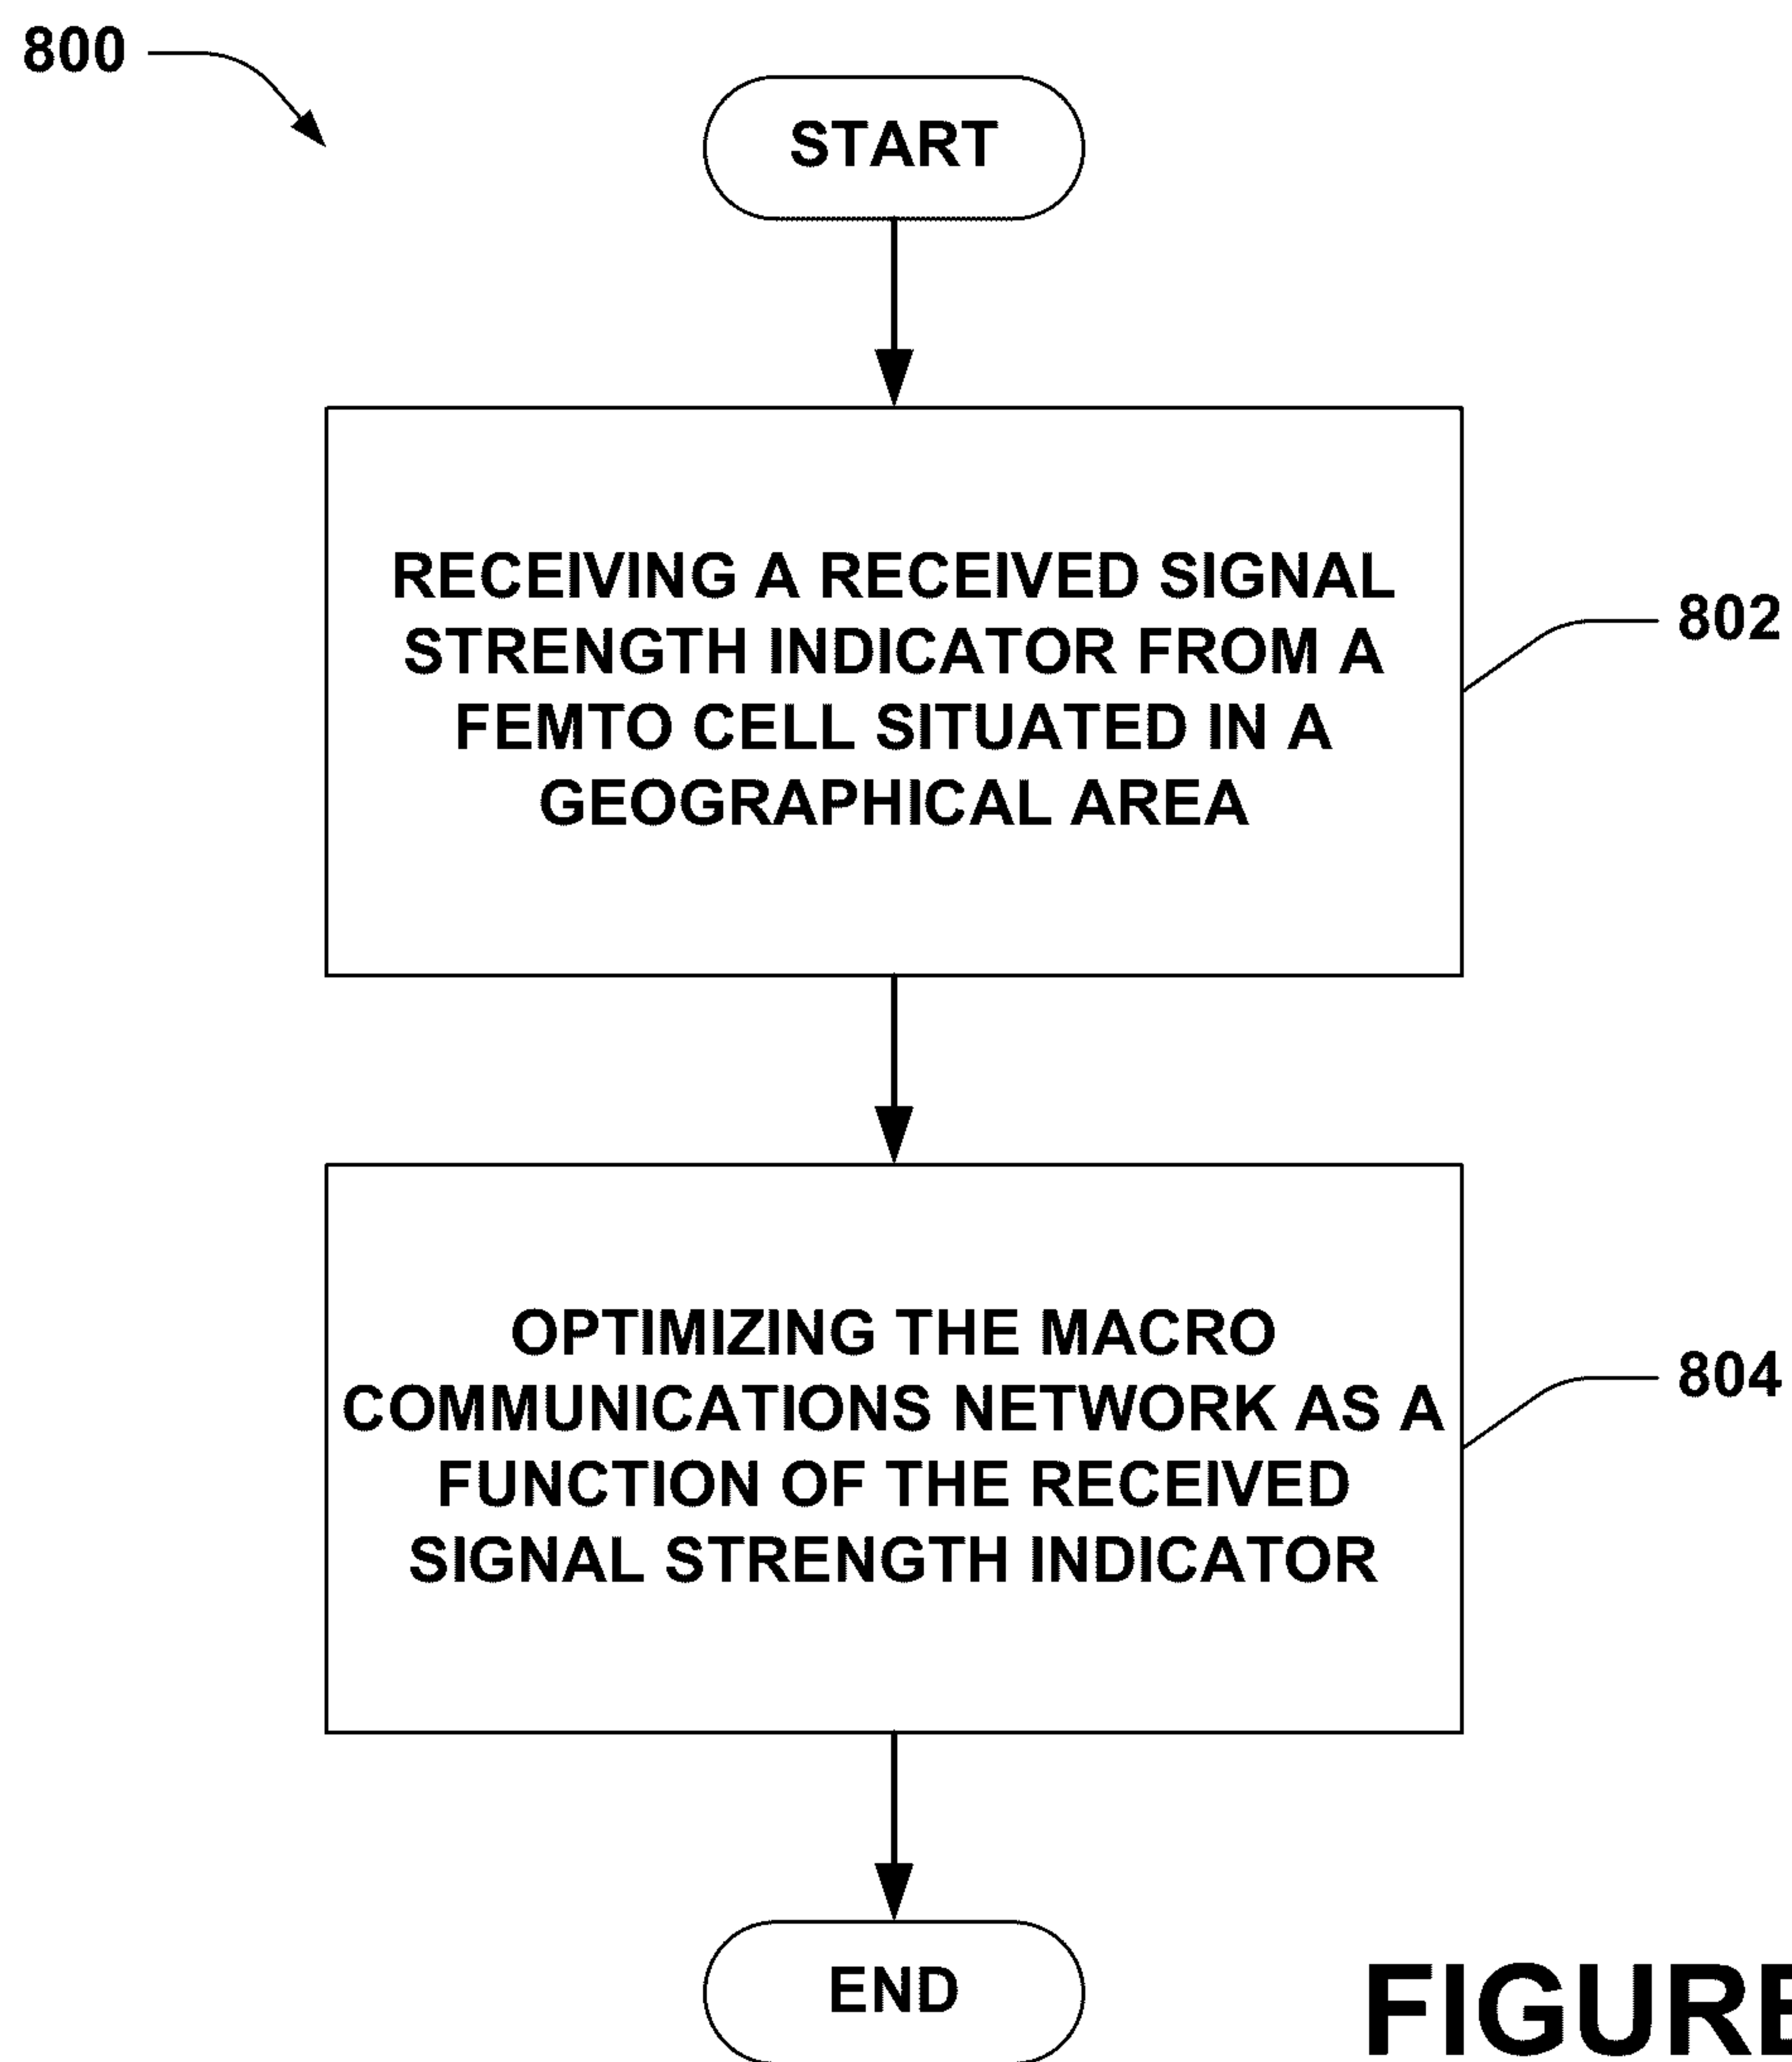 800
START
RECEIVING A RECEIVED SIGNAL
STRENGTH INDICATOR FROM A
FEMTO CELL SITUATED IN A
GEOGRAPHICAL AREA
802
OPTIMIZING THE MACRO
COMMUNICATIONS NETWORK AS A
FUNCTION OF THE RECEIVED
SIGNAL STRENGTH INDICATOR
804
END
FIGURE